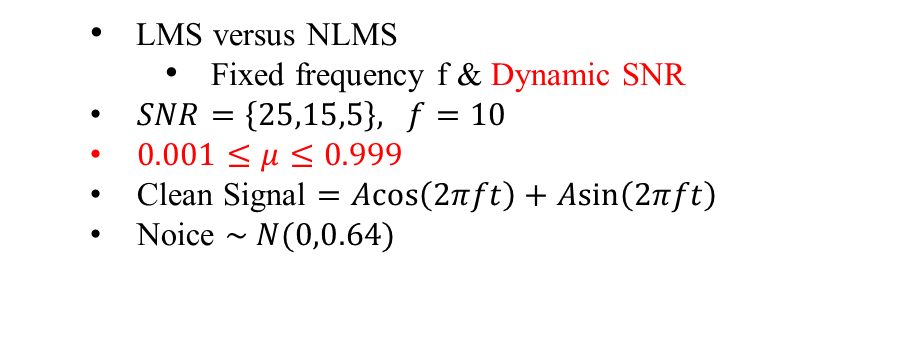 • LMS versus NLMS
• Fixed frequency f & Dynamic SNR
• 𝑆𝑁𝑅 = {25,15,5}, 𝑓 = 10
• 0.001 ≤ 𝜇 ≤ 0.999
• Clean Signal = 𝐴cos(2𝜋𝑓𝑡) + 𝐴sin(2𝜋𝑓𝑡)
• Noice ~ 𝑁(0,0.64)